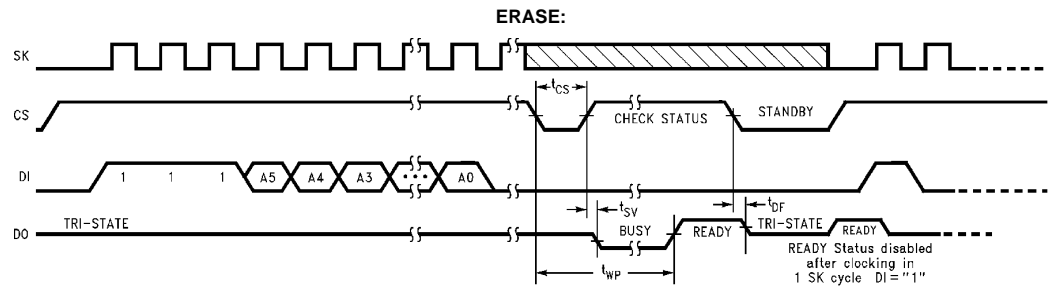 ERASE:
SK
tCS
CS
CHECK STATUS
STANDBY
DI
1 1 1 A5 A4 A3 ••• A0
tSV
tDF
DO
TRI-STATE
BUSY
READY
TRI-STATE
READY
tWP
READY Status disabled
after clocking in
1 SK cycle DI="1"